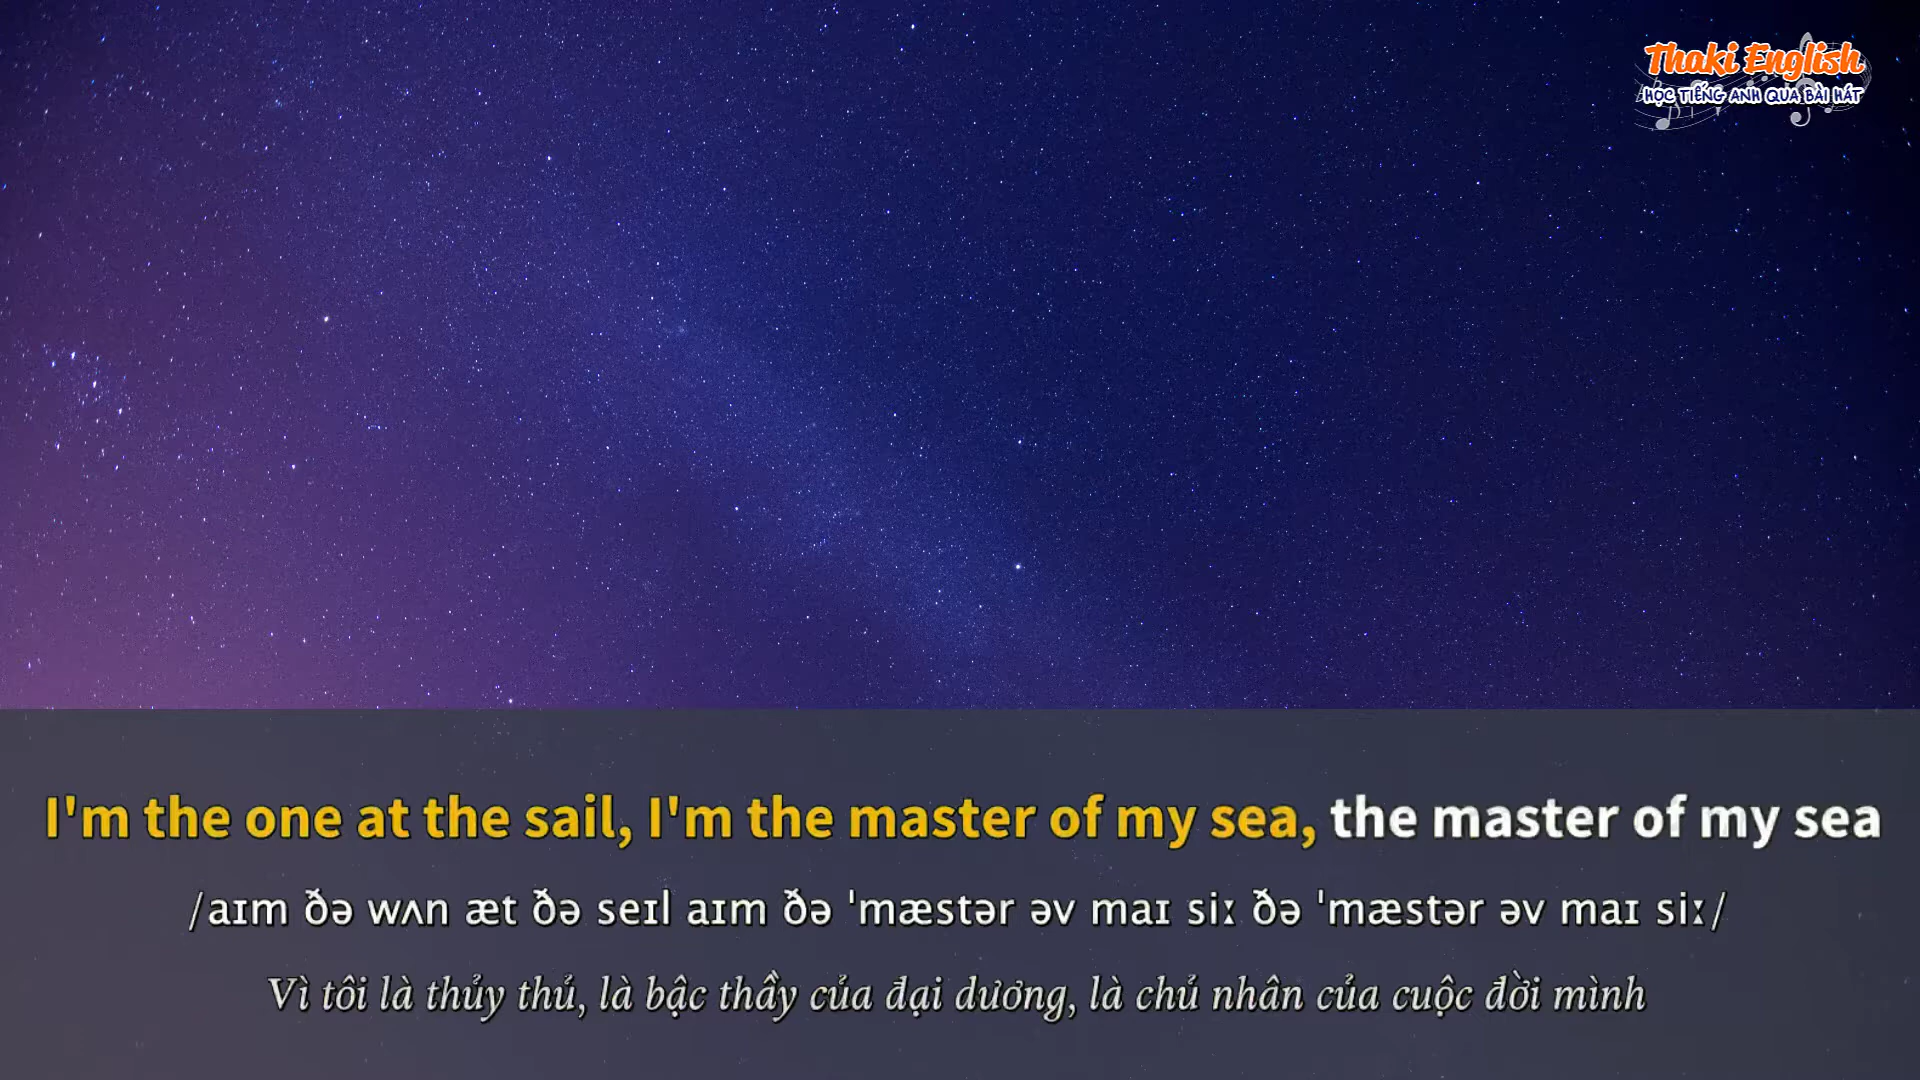 Thaki English
HỌC TIẾNG ANH QUA BÀI HÁT
I'm the one at the sail, I'm the master of my sea, the master of my sea
/aɪm ðə wʌn æt ðə seɪl aɪm ðə ˈmæstər əv maɪ siː ðə ˈmæstər əv maɪ siː/
Vì tôi là thủy thủ, là bậc thầy của đại dương, là chủ nhân của cuộc đời mình